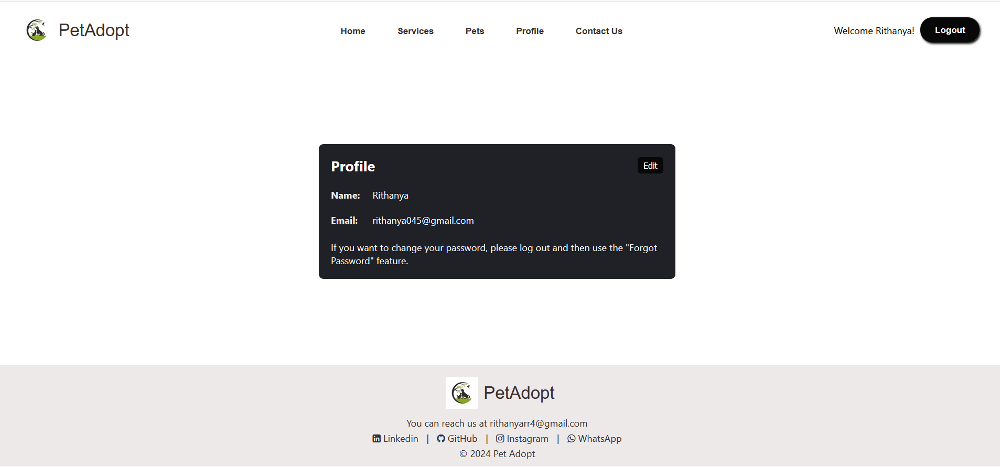 PetAdopt
Home Services Pets Profile Contact Us
Welcome Rithanya! Logout
Profile
Edit
Name: Rithanya
Email: rithanya045@gmail.com
If you want to change your password, please log out and then use the "Forgot
Password" feature.
PetAdopt
You can reach us at rithanyarr4@gmail.com
Linkedin | GitHub | Instagram | WhatsApp
© 2024 Pet Adopt